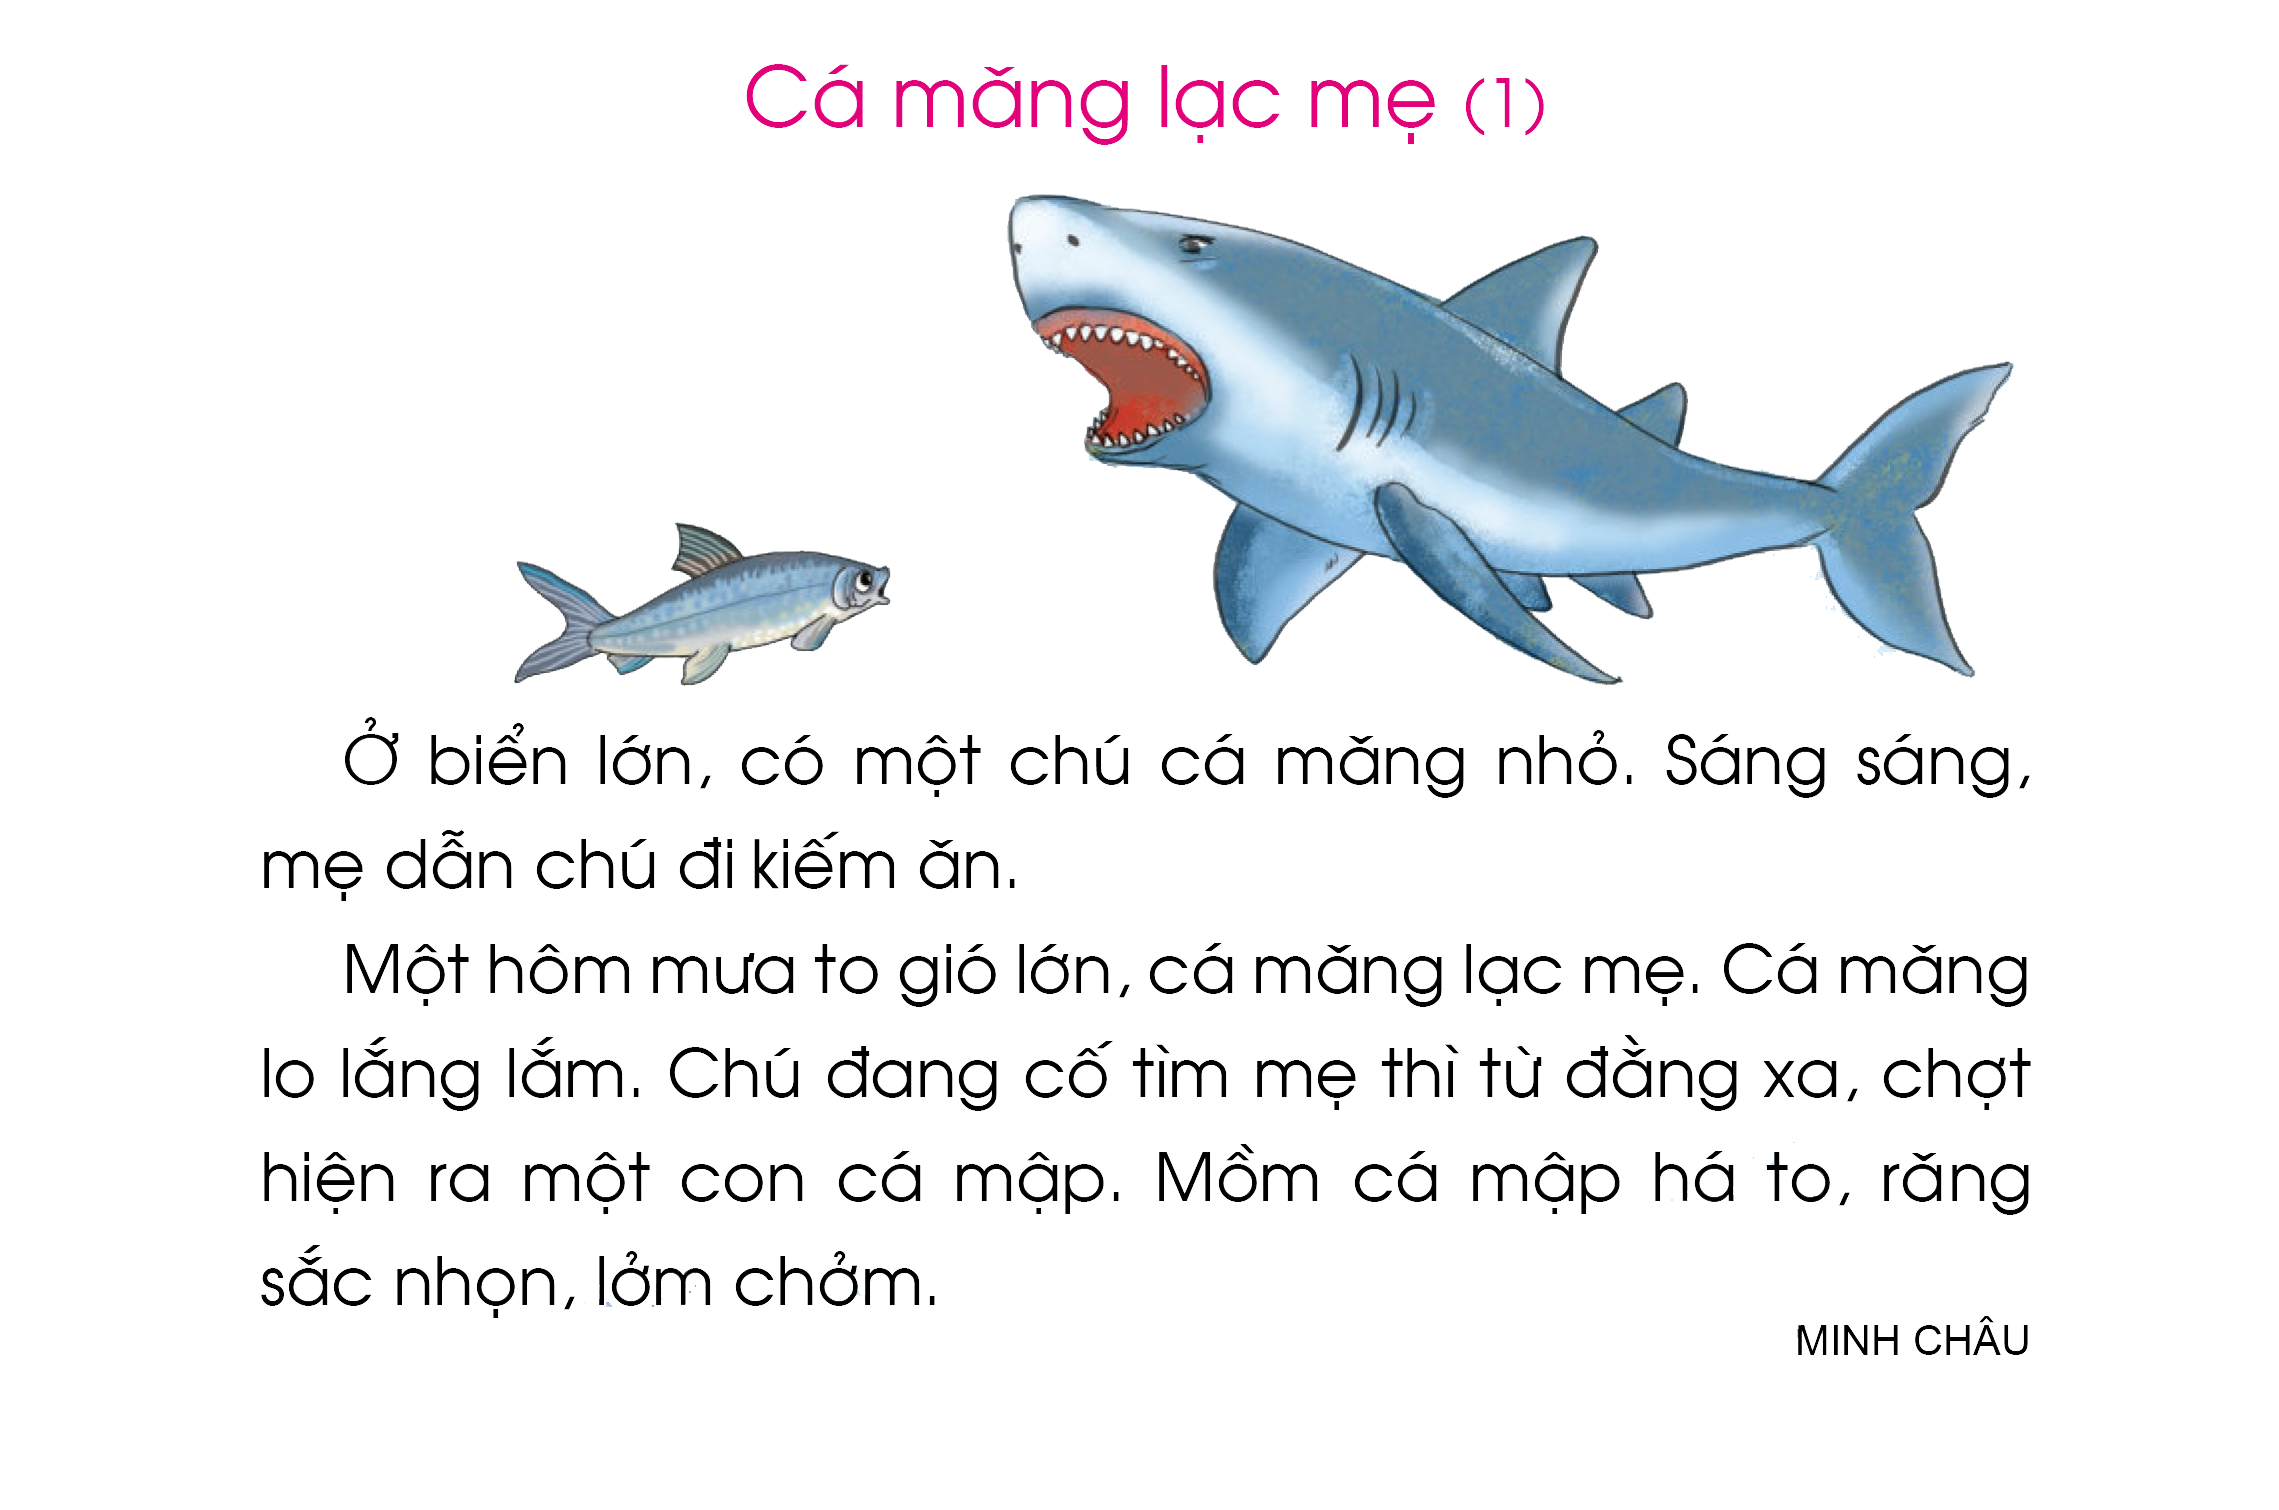 Cá măng lạc mẹ (1)
Ở biển lớn, có một chú cá măng nhỏ. Sáng sáng,
mẹ dẫn chú đi kiếm ăn.
Một hôm mưa to gió lớn, cá măng lạc mẹ. Cá măng
lo lắng lắm. Chú đang cố tìm mẹ thì từ đằng xa, chợt
hiện ra một con cá mập. Mồm cá mập há to, răng
sắc nhọn, lởm chởm.
MINH CHÂU